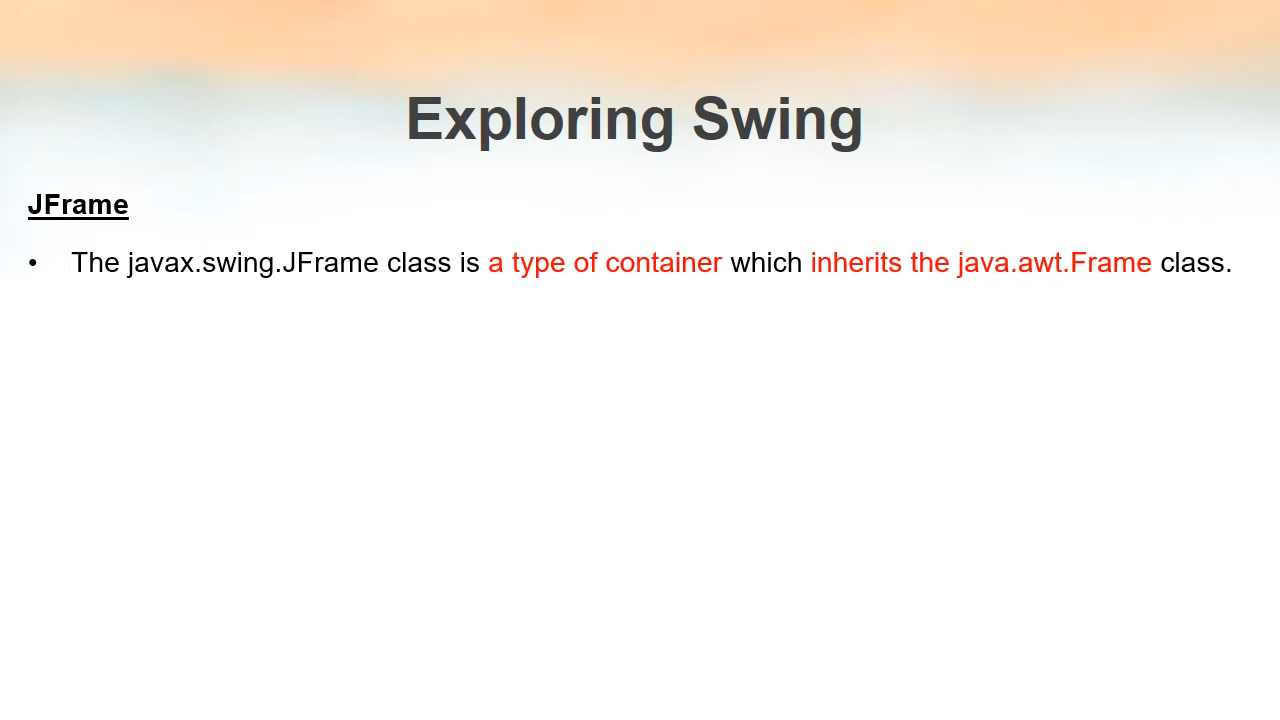 Exploring Swing
JFrame
• The javax.swing.JFrame class is a type of container which inherits the java.awt.Frame class.